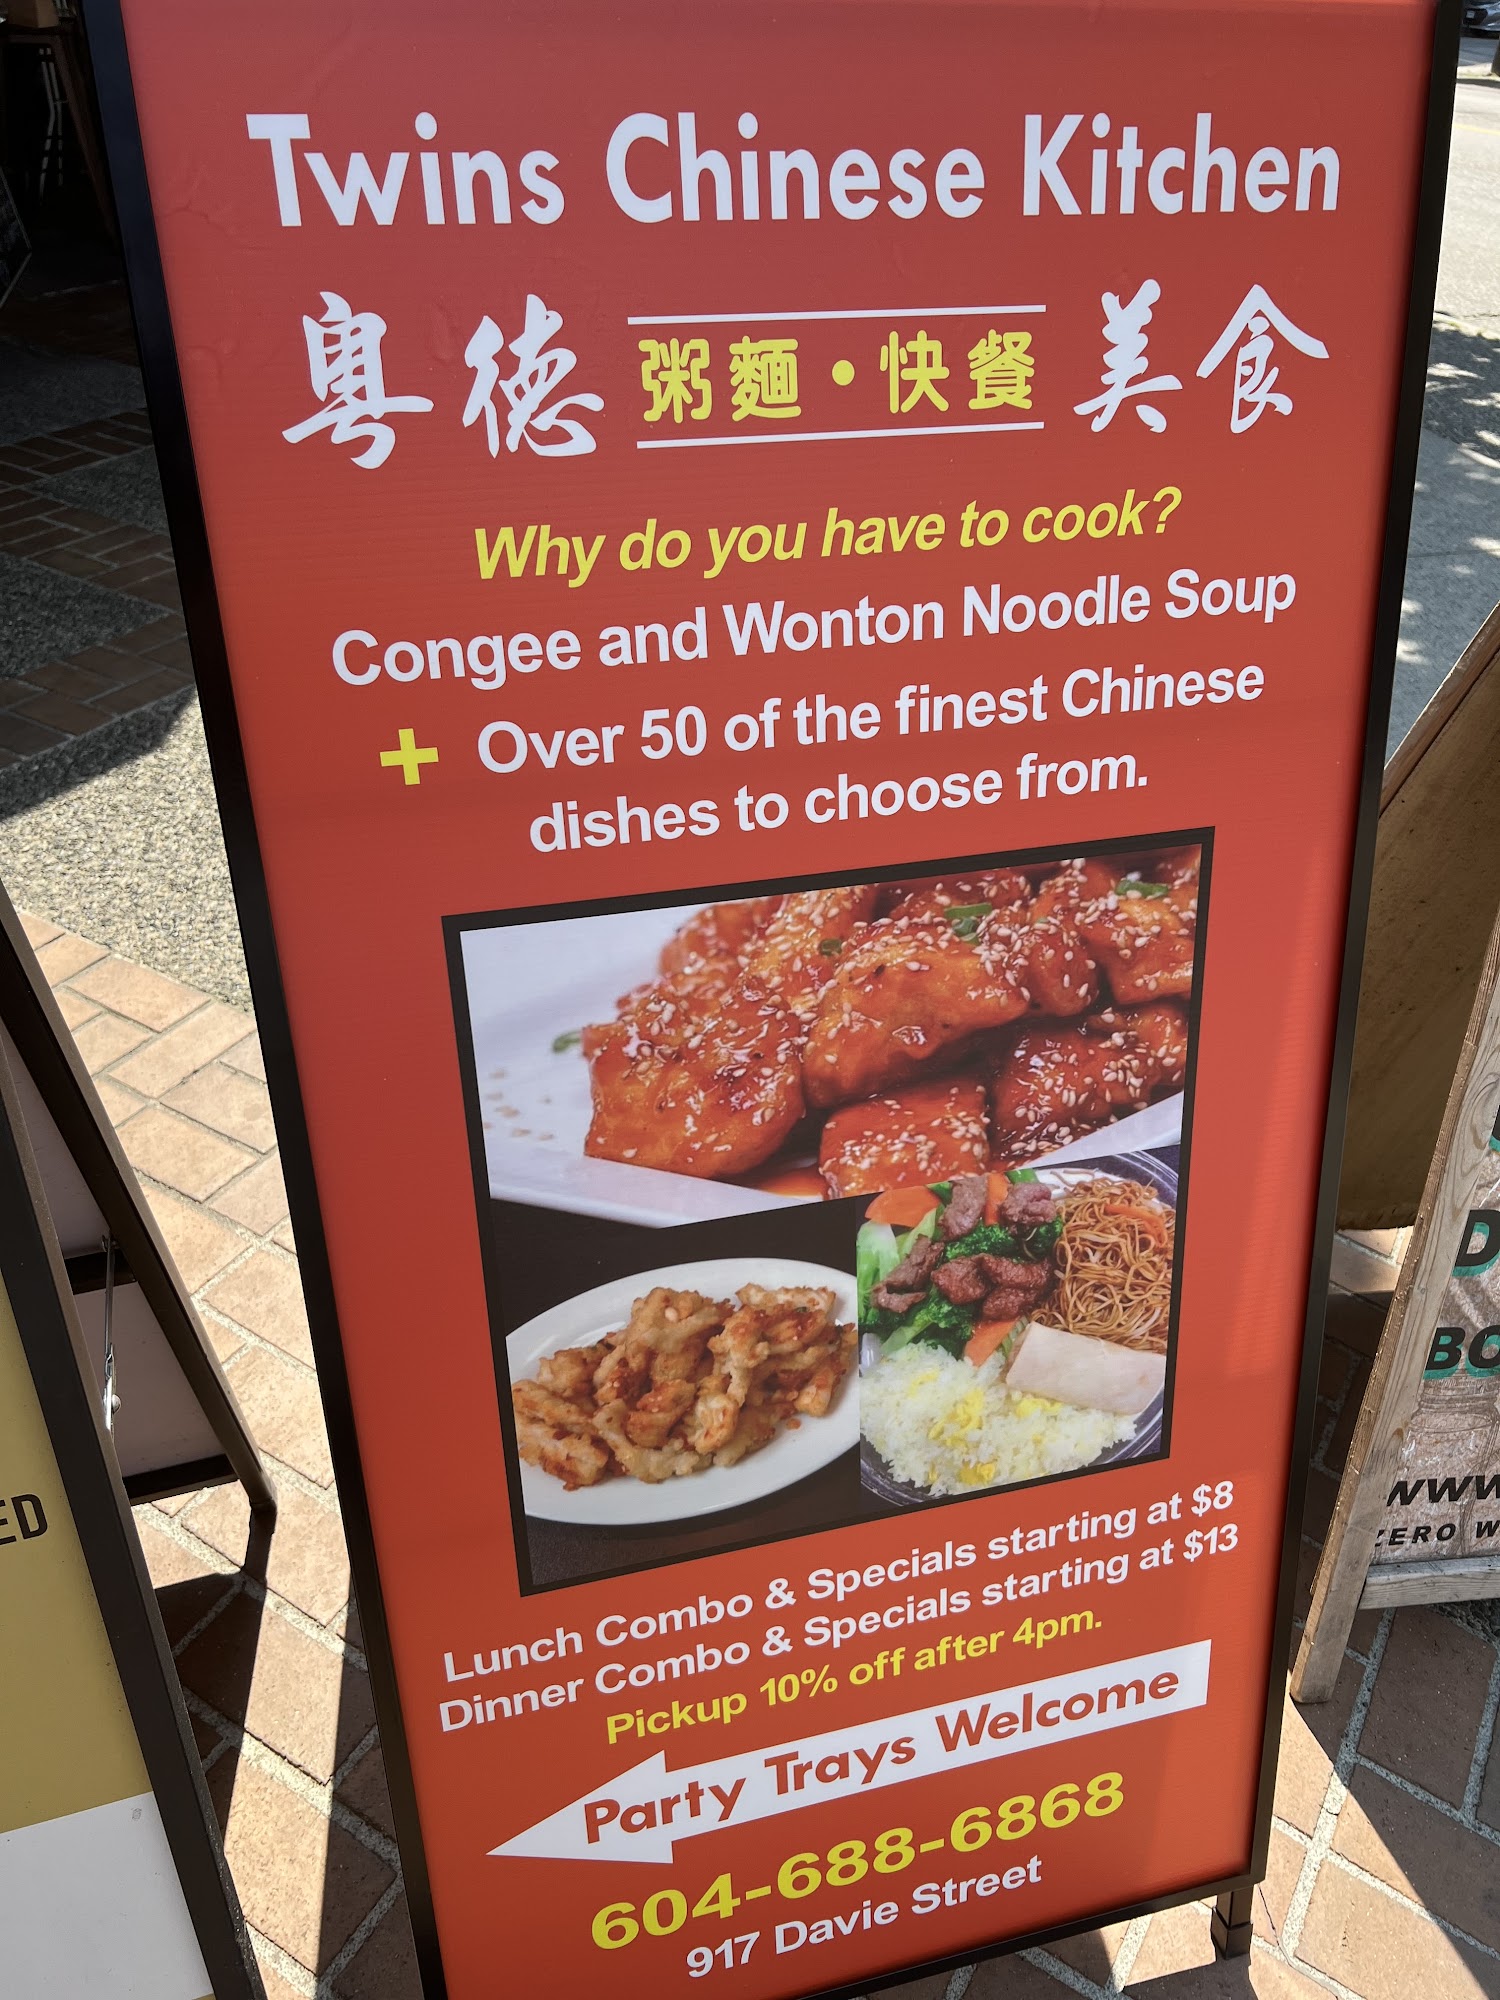 Twins Chinese Kitchen
粵德 粥麵・快餐 美食
Why do you have to cook?
Congee and Wonton Noodle Soup
+ Over 50 of the finest Chinese
dishes to choose from.
Lunch Combo & Specials starting at $8
Dinner Combo & Specials starting at $13
Pickup 10% off after 4pm.
Party Trays Welcome
604-688-6868
917 Davie Street